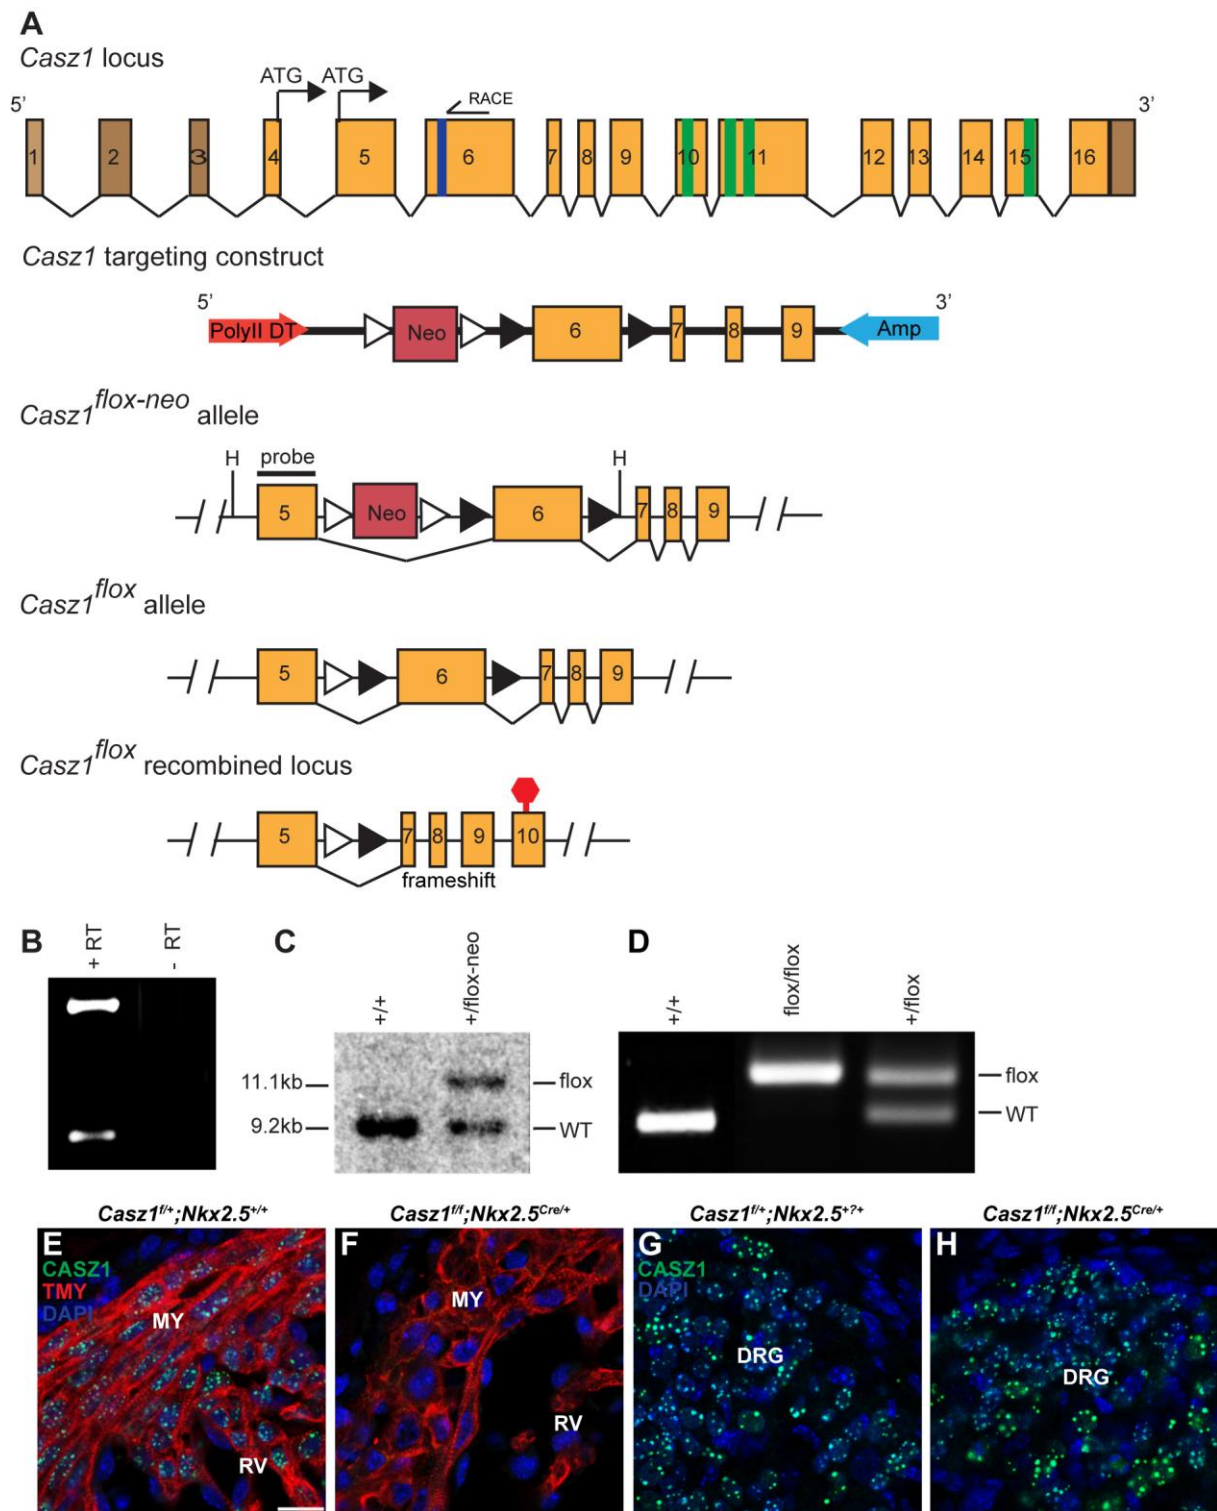 A
Casz1 locus
ATG ATG
5' RACE 3'
1 2 3 4 5 6 7 8 9 10 11 12 13 14 15 16
Casz1 targeting construct
5' 3'
PolyII DT Neo 6 7 8 9 Amp
Casz1flox-neo allele
H probe H
5 Neo 6 7 8 9
Casz1flox allele
5 6 7 8 9
Casz1flox recombined locus
5 7 8 9 10
frameshift
B
+ RT
- RT
C
+/+
+/flox-neo
11.1kb flox
9.2kb WT
D
+/+
flox/flox
+/flox
flox
WT
Casz1f/+;Nkx2.5+/+
E
CASZ1
TMY
DAPI
MY
RV
Casz1f/f;Nkx2.5Cre/+
F
MY
RV
Casz1f/+;Nkx2.5+?+
G
CASZ1
DAPI
DRG
Casz1f/f;Nkx2.5Cre/+
H
DRG